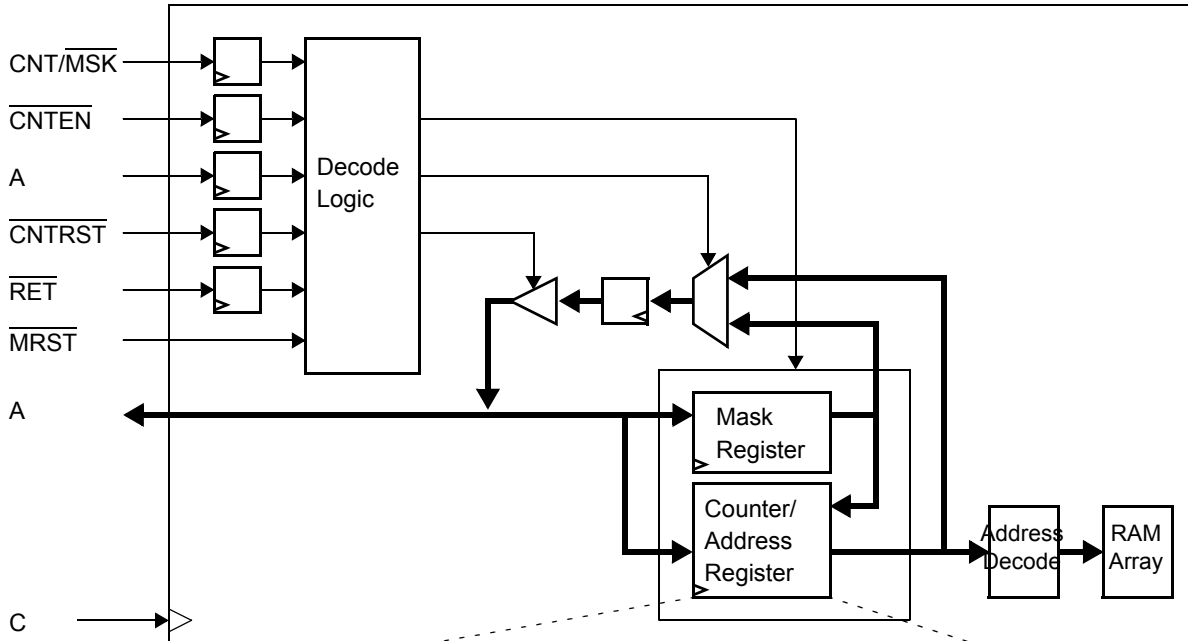 CNT/MSK
CNTEN
A
CNTRST
RET
MRST
A
C
Decode
Logic
Mask
Register
Counter/
Address
Register
Address
Decode
RAM
Array